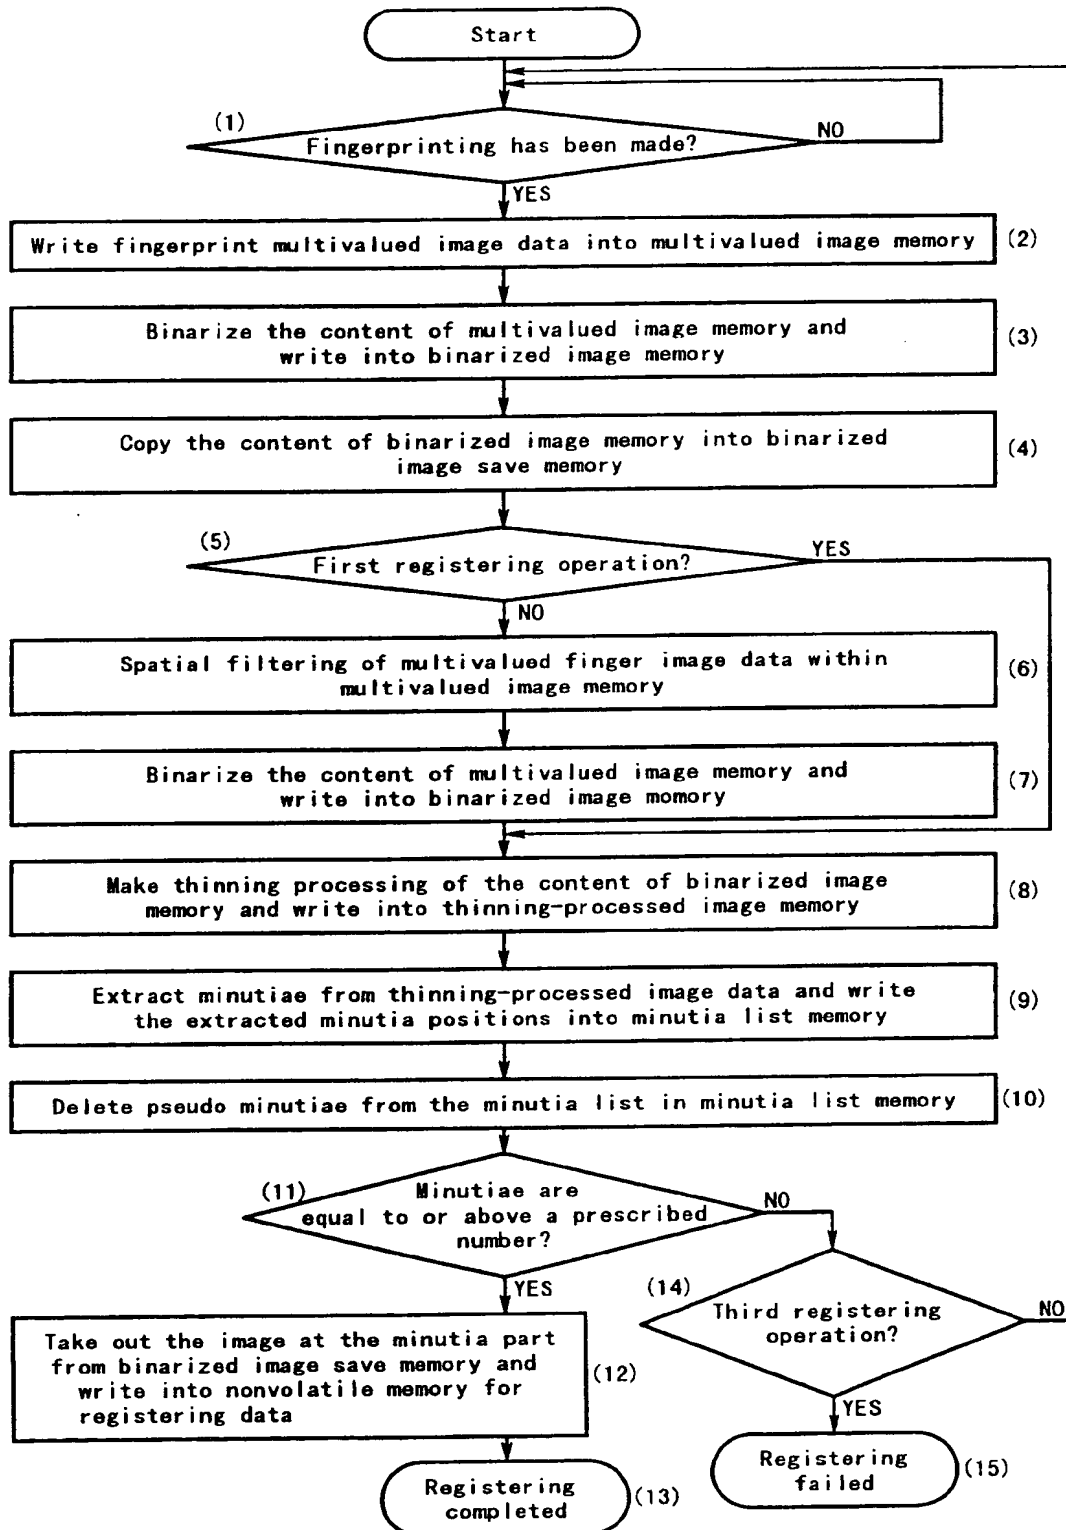 Start
(1)
Fingerprinting has been made?
NO
YES
Write fingerprint multivalued image data into multivalued image memory
(2)
Binarize the content of multivalued image memory and
write into binarized image memory
(3)
Copy the content of binarized image memory into binarized
image save memory
(4)
(5)
First registering operation?
YES
NO
Spatial filtering of multivalued finger image data within
multivalued image memory
(6)
Binarize the content of multivalued image memory and
write into binarized image momory
(7)
Make thinning processing of the content of binarized image
memory and write into thinning-processed image memory
(8)
Extract minutiae from thinning-processed image data and write
the extracted minutia positions into minutia list memory
(9)
Delete pseudo minutiae from the minutia list in minutia list memory
(10)
(11)
Minutiae are
equal to or above a prescribed
number?
NO
YES
(14)
Third registering
operation?
NO
YES
Take out the image at the minutia part
from binarized image save memory and
write into nonvolatile memory for
registering data
(12)
Registering
failed
(15)
Registering
completed
(13)